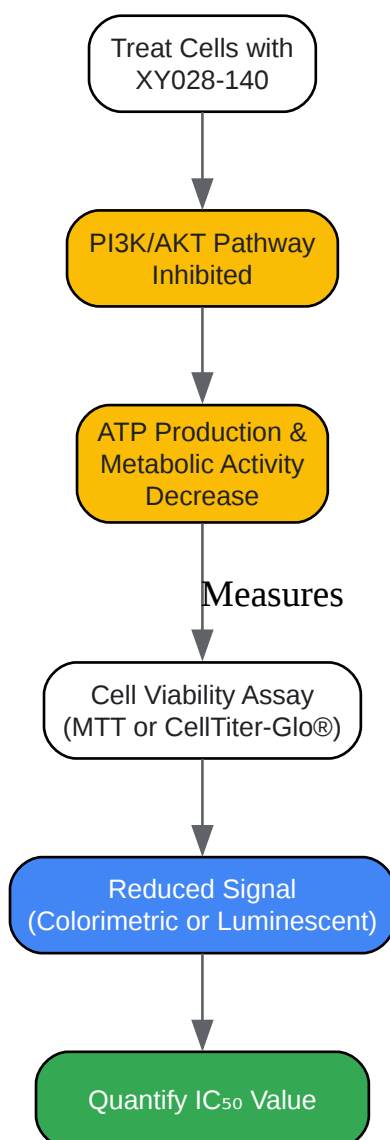 Treat Cells with
XY028-140
PI3K/AKT Pathway
Inhibited
ATP Production &
Metabolic Activity
Decrease
Measures
Cell Viability Assay
(MTT or CellTiter-Glo®)
Reduced Signal
(Colorimetric or Luminescent)
Quantify IC₅₀ Value